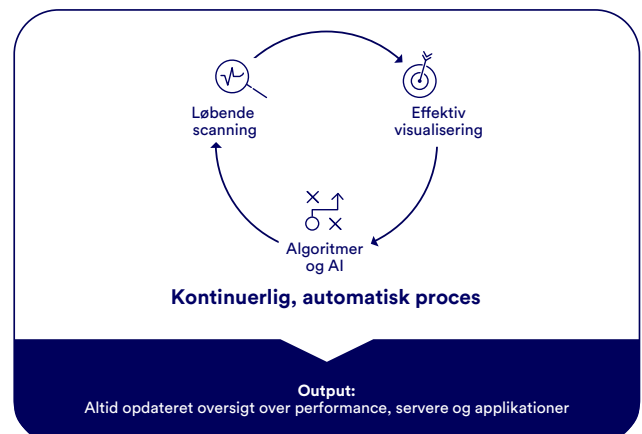 Løbende
scanning
Effektiv
visualisering
Algoritmer
og AI
Kontinuerlig, automatisk proces
Output:
Altid opdateret oversigt over performance, servere og applikationer